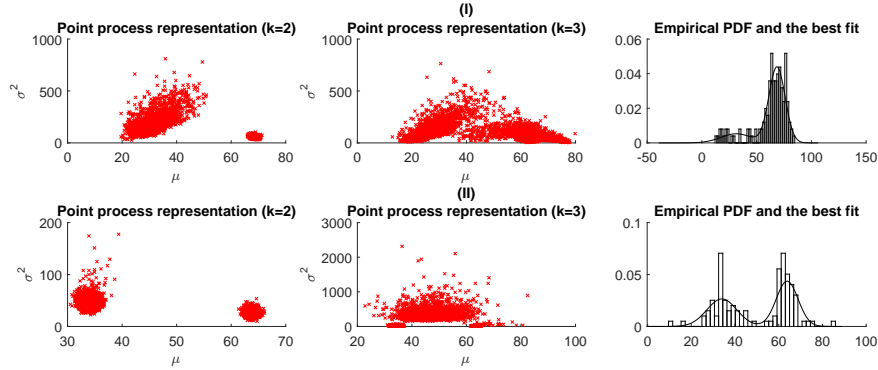 (I)
Point process representation (k=2)
Point process representation (k=3)
Empirical PDF and the best fit
1000
500
0
σ²
0 20 40 60 80
μ
1000
500
0
σ²
0 20 40 60 80
μ
0.06
0.04
0.02
0
-50 0 50 100 150
(II)
Point process representation (k=2)
Point process representation (k=3)
Empirical PDF and the best fit
200
100
0
σ²
30 40 50 60 70
μ
3000
2000
1000
0
σ²
20 40 60 80 100
μ
0.1
0.05
0
0 20 40 60 80 100